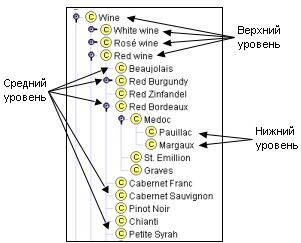 Wine
White wine
Rosé wine
Red wine
Beaujolais
Red Burgundy
Red Zinfandel
Red Bordeaux
Medoc
Pauillac
Margaux
St. Emillion
Graves
Cabernet Franc
Cabernet Sauvignon
Pinot Noir
Chianti
Petite Syrah
Верхний
уровень
Средний
уровень
Нижний
уровень